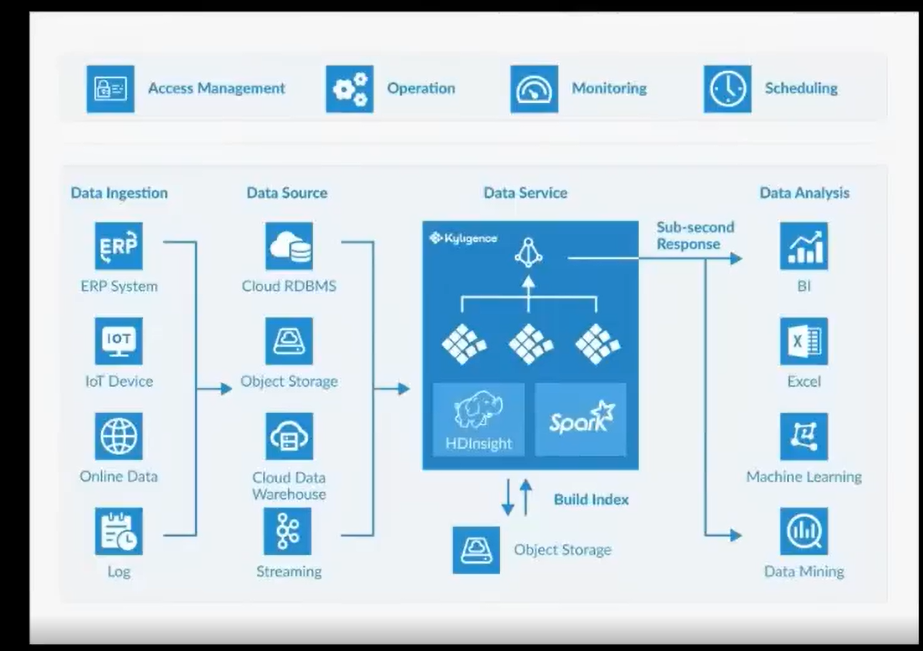 Access Management
Operation
Monitoring
Scheduling
Data Ingestion
Data Source
Data Service
Data Analysis
ERP
ERP System
IOT
IoT Device
Online Data
Log
Cloud RDBMS
Object Storage
Cloud Data
Warehouse
Streaming
Kyligence
HDInsight
Spark
Build Index
Object Storage
Sub-second
Response
BI
X
Excel
Machine Learning
Data Mining